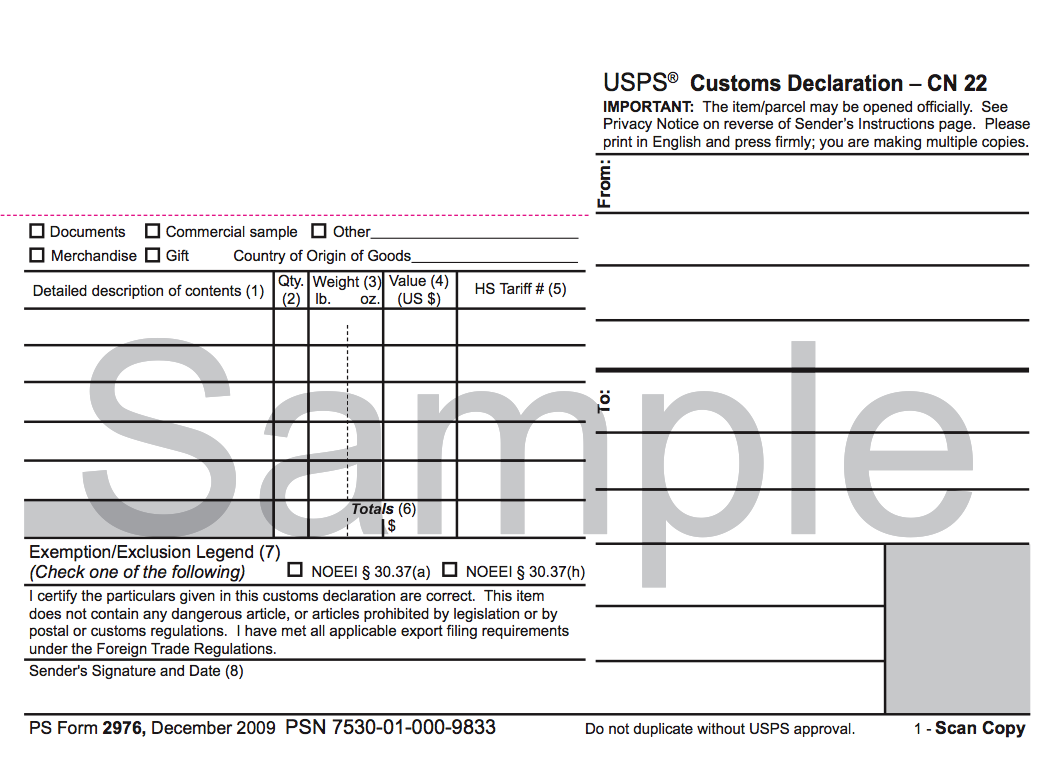 USPS® Customs Declaration – CN 22
IMPORTANT: The item/parcel may be opened officially. See
Privacy Notice on reverse of Sender's Instructions page. Please
print in English and press firmly; you are making multiple copies.
From:
To:
Documents Commercial sample Other
Merchandise Gift Country of Origin of Goods
Detailed description of contents (1) Qty. (2) Weight (3) lb. oz. Value (4) (US $) HS Tariff # (5)
Sample
Totals (6)
$
Exemption/Exclusion Legend (7)
(Check one of the following) NOEEI § 30.37(a) NOEEI § 30.37(h)
I certify the particulars given in this customs declaration are correct. This item
does not contain any dangerous article, or articles prohibited by legislation or by
postal or customs regulations. I have met all applicable export filing requirements
under the Foreign Trade Regulations.
Sender's Signature and Date (8)
PS Form 2976, December 2009 PSN 7530-01-000-9833 Do not duplicate without USPS approval. 1 - Scan Copy